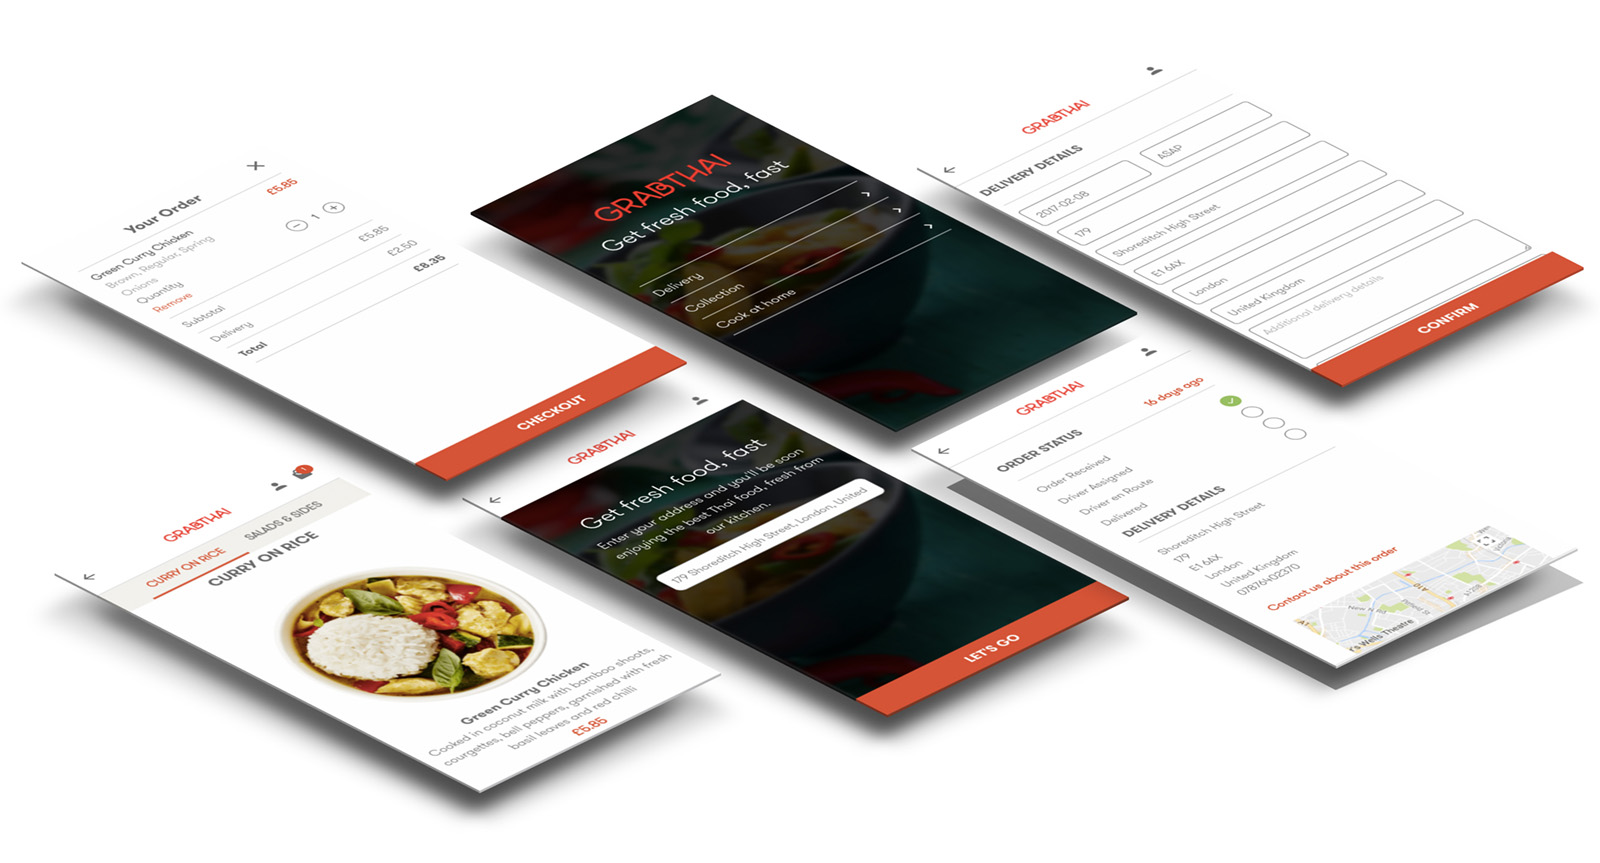 Your Order
£5.85
Green Curry Chicken
Brown, Regular, Spring
Onions
Quantity
1
Remove
Subtotal
£5.85
Delivery
£2.50
Total
£8.35
CHECKOUT
GRABTHAI
Get fresh food, fast
Delivery
Collection
Cook at home
GRABTHAI
DELIVERY DETAILS
2017-02-08
ASAP
179
Shoreditch High Street
E1 6AX
London
United Kingdom
Additional delivery details
CONFIRM
GRABTHAI
CURRY ON RICE
SALADS & SIDES
CURRY ON RICE
Green Curry Chicken
Cooked in coconut milk with bamboo shoots,
courgettes, bell peppers, garnished with fresh
basil leaves and red chilli
£5.85
GRABTHAI
Get fresh food, fast
Enter your address and you'll be soon
enjoying the best Thai food, fresh from
our kitchen.
179 Shoreditch High Street, London, United
LET'S GO
GRABTHAI
ORDER STATUS
16 days ago
Order Received
Driver Assigned
Driver en Route
Delivered
DELIVERY DETAILS
Shoreditch High Street
179
E1 6AX
London
United Kingdom
07876402370
Contact us about this order
's Wells Theatre